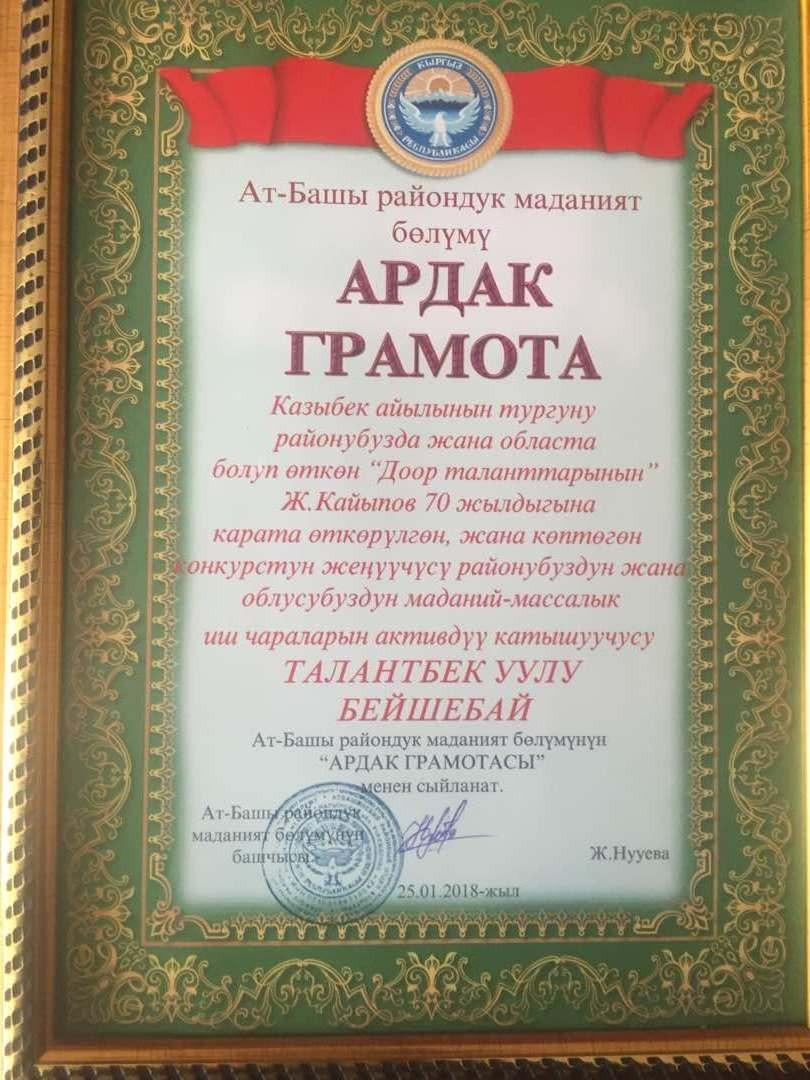 КЫРГЫЗ
РЕСПУБЛИКАСЫ
Ат-Башы райондук маданият
бөлүмү
АРДАК
ГРАМОТА
Казыбек айылынын тургуну
районубузда жана областа
болуп өткөн “Доор таланттарынын”
Ж.Кайыпов 70 жылдыгына
карата өткөрүлгөн, жана көптөгөн
конкурстун жеңүүчүсү районубуздун жана
облусубуздун маданий-массалык
иш чараларын активдүү катышуучусу
ТАЛАНТБЕК УУЛУ
БЕЙШЕБАЙ
Ат-Башы райондук маданият бөлүмүнүн
“АРДАК ГРАМОТАСЫ”
менен сыйланат.
Ат-Башы райондук
маданият бөлүмүнүн
башчысы:
Ж.Нууева
25.01.2018-жыл